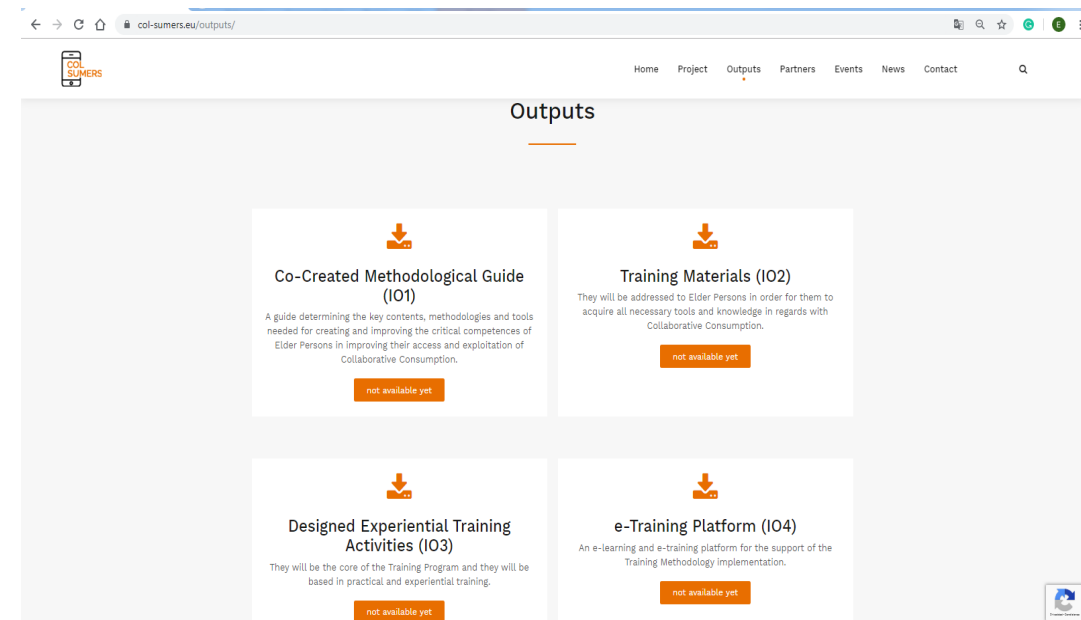 col-sumers.eu/outputs/
E
COL
SUMERS
Home Project Outputs Partners Events News Contact
Outputs
Co-Created Methodological Guide
(IO1)
A guide determining the key contents, methodologies and tools
needed for creating and improving the critical competences of
Elder Persons in improving their access and exploitation of
Collaborative Consumption.
not available yet
Training Materials (IO2)
They will be addressed to Elder Persons in order for them to
acquire all necessary tools and knowledge in regards with
Collaborative Consumption.
not available yet
Designed Experiential Training
Activities (IO3)
They will be the core of the Training Program and they will be
based in practical and experiential training.
not available yet
e-Training Platform (IO4)
An e-learning and e-training platform for the support of the
Training Methodology implementation.
not available yet